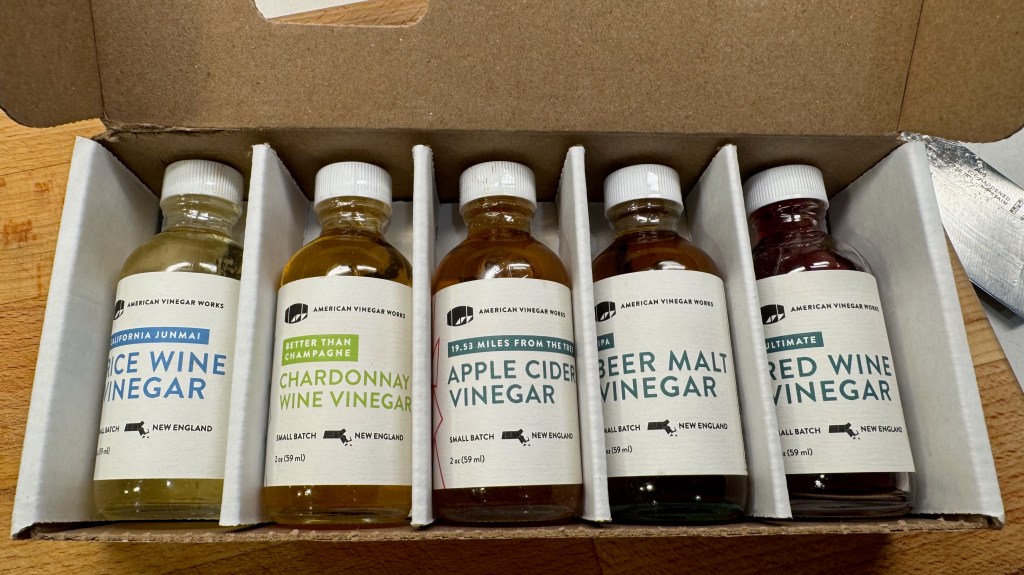 AMERICAN VINEGAR WORKS
CALIFORNIA JUNMAI
RICE WINE
VINEGAR
SMALL BATCH NEW ENGLAND
(59 ml)
AMERICAN VINEGAR WORKS
BETTER THAN
CHAMPAGNE
CHARDONNAY
WINE VINEGAR
SMALL BATCH NEW ENGLAND
2 oz (59 ml)
AMERICAN VINEGAR WORKS
19.53 MILES FROM THE TREE
APPLE CIDER
VINEGAR
SMALL BATCH NEW ENGLAND
2 oz (59 ml)
AMERICAN VINEGAR WORKS
IPA
BEER MALT
VINEGAR
SMALL BATCH NEW ENGLAND
(59 ml)
AMERICAN VINEGAR WORKS
ULTIMATE
RED WINE
VINEGAR
SMALL BATCH NEW ENGLAND
(59 ml)